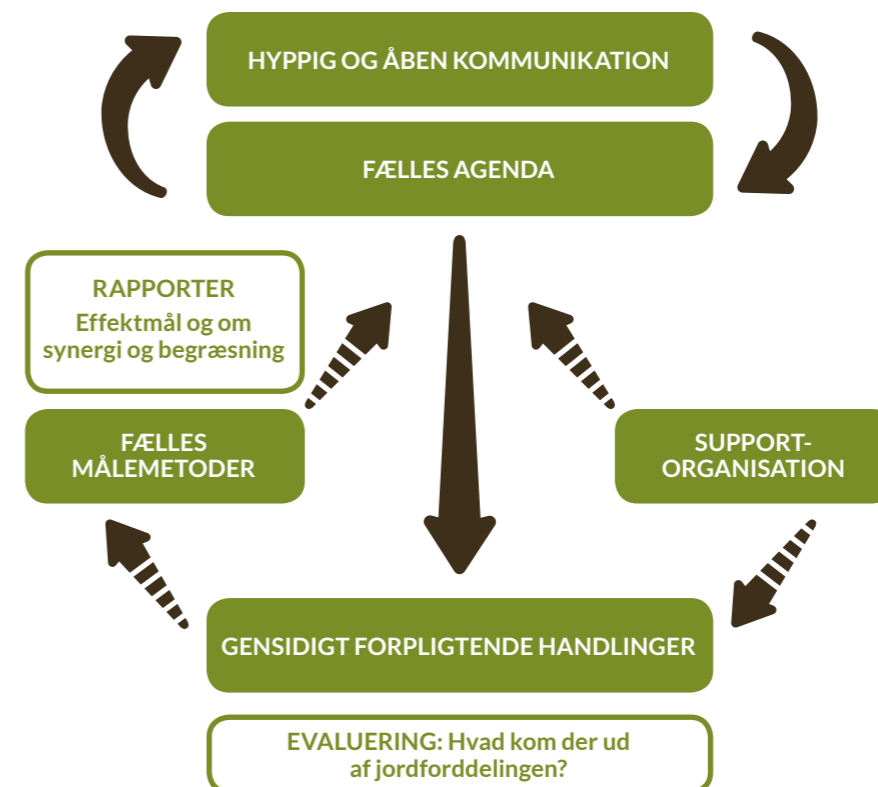 HYPPIG OG ÅBEN KOMMUNIKATION
FÆLLES AGENDA
RAPPORTER
Effektmål og om
synergi og begræsning
FÆLLES
MÅLEMETODER
SUPPORT-
ORGANISATION
GENSIDIGT FORPLIGTENDE HANDLINGER
EVALUERING: Hvad kom der ud
af jordforddelingen?